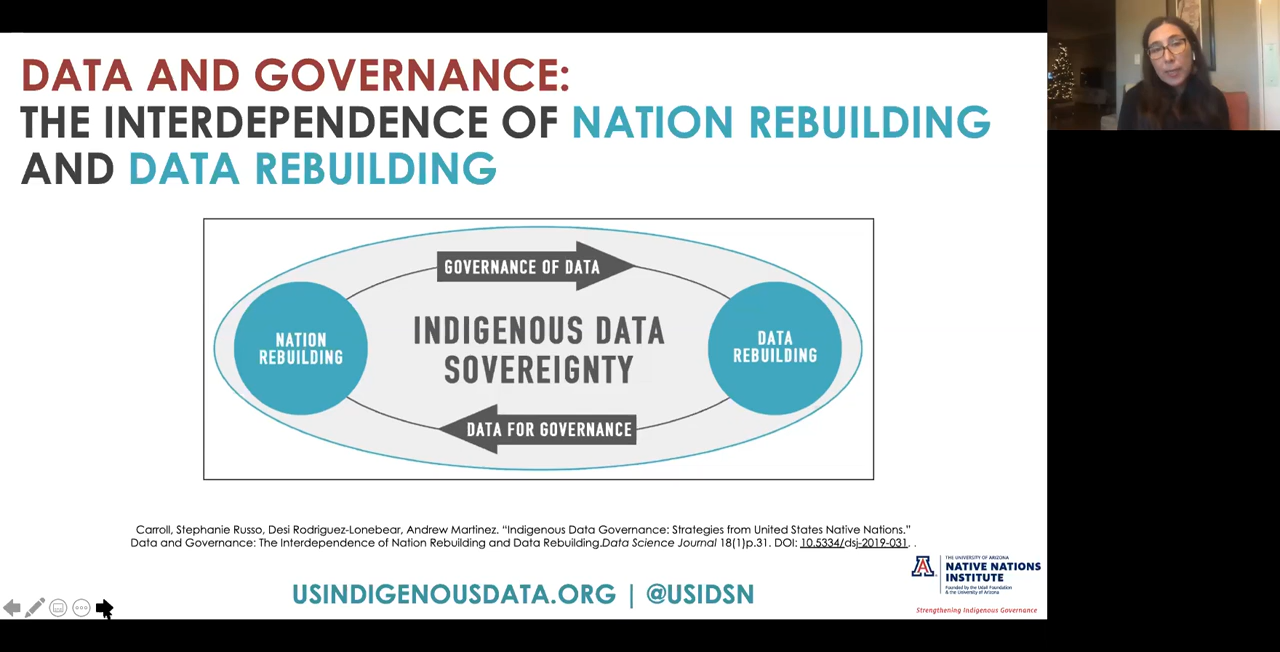 DATA AND GOVERNANCE:
THE INTERDEPENDENCE OF NATION REBUILDING
AND DATA REBUILDING
GOVERNANCE OF DATA
NATION
REBUILDING
INDIGENOUS DATA
SOVEREIGNTY
DATA
REBUILDING
DATA FOR GOVERNANCE
Carroll, Stephanie Russo, Desi Rodriguez-Lonebear, Andrew Martinez. “Indigenous Data Governance: Strategies from United States Native Nations.”
Data and Governance: The Interdependence of Nation Rebuilding and Data Rebuilding.Data Science Journal 18(1)p.31. DOI: 10.5334/dsj-2019-031. .
USINDIGENOUSDATA.ORG | @USIDSN
A
THE UNIVERSITY OF ARIZONA
NATIVE NATIONS
INSTITUTE
Founded by the Udall Foundation
& the University of Arizona
Strengthening Indigenous Governance